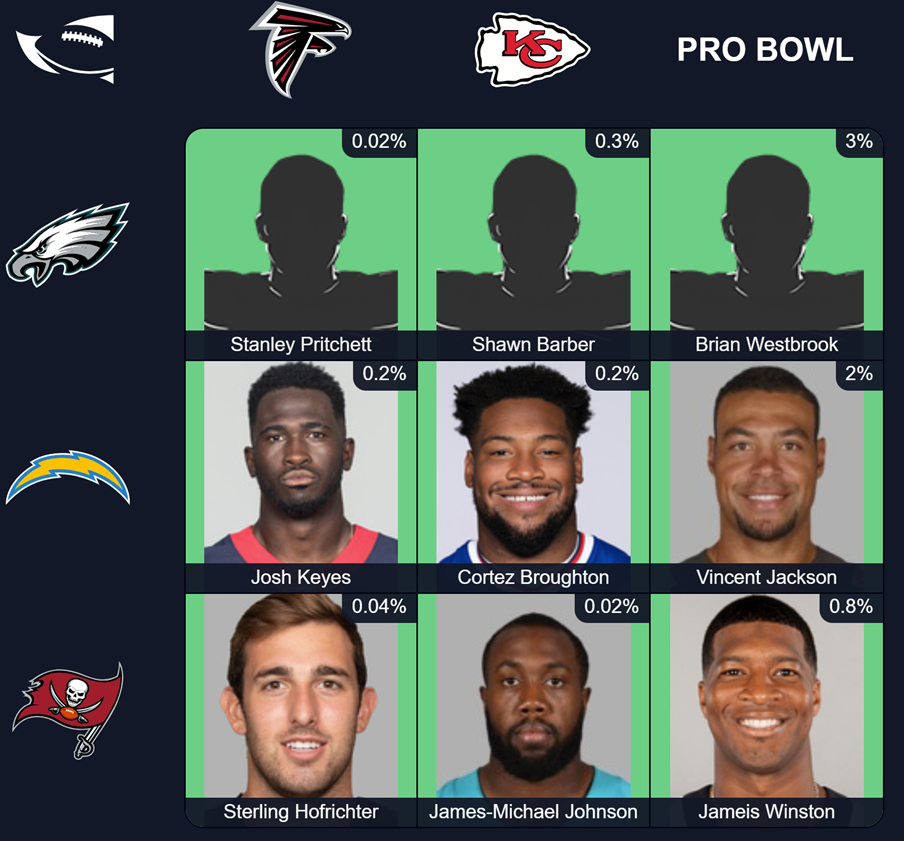 KC
PRO BOWL
0.02%
0.3%
3%
Stanley Pritchett
Shawn Barber
Brian Westbrook
0.2%
0.2%
2%
Josh Keyes
Cortez Broughton
Vincent Jackson
0.04%
0.02%
0.8%
Sterling Hofrichter
James-Michael Johnson
Jameis Winston